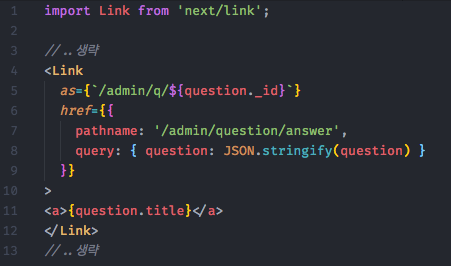 1 import Link from 'next/link';
2
3 //..생략
4 <Link
5 as={`/admin/q/${question._id}`}
6 href={{
7 pathname: '/admin/question/answer',
8 query: { question: JSON.stringify(question) }
9 }}
10 >
11 <a>{question.title}</a>
12 </Link>
13 //..생략